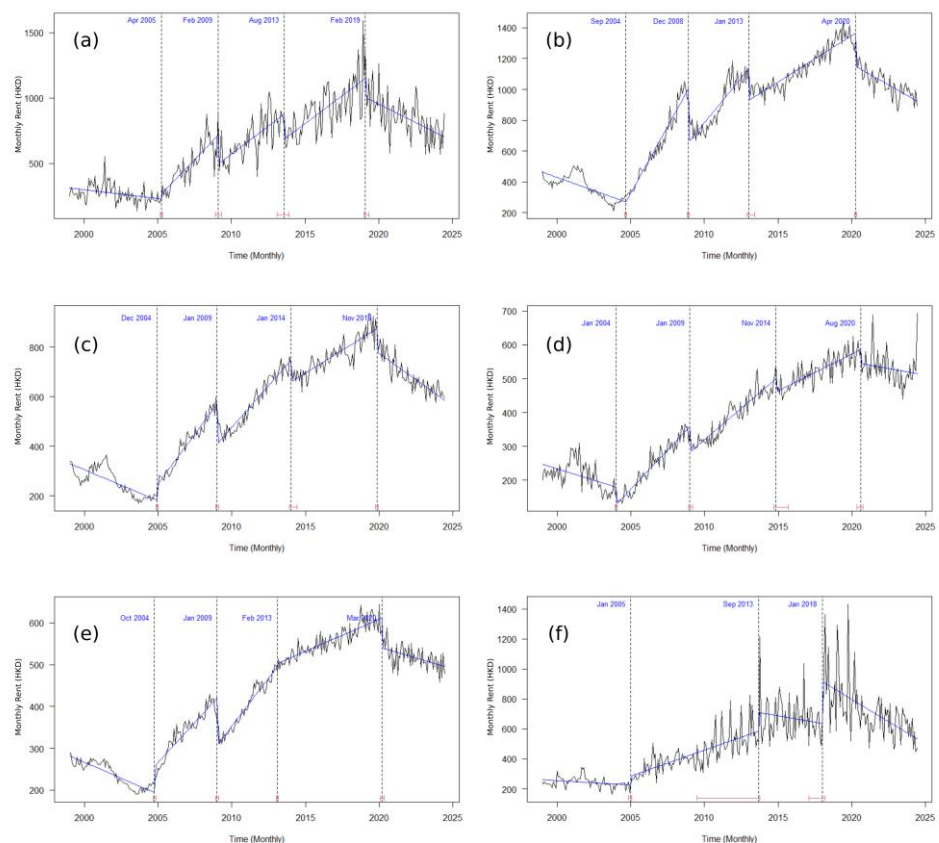 (a)
Monthly Rent (HKD)
1500
1000
500
Apr 2005 Feb 2009 Aug 2013 Feb 2019
2000 2005 2010 2015 2020 2025
Time (Monthly)
(b)
Monthly Rent (HKD)
1400
1200
1000
800
600
400
200
Sep 2004 Dec 2008 Jan 2013 Apr 2020
2000 2005 2010 2015 2020 2025
Time (Monthly)
(c)
Monthly Rent (HKD)
800
600
400
200
Dec 2004 Jan 2009 Jan 2014 Nov 2019
2000 2005 2010 2015 2020 2025
Time (Monthly)
(d)
Monthly Rent (HKD)
700
600
500
400
300
200
Jan 2004 Jan 2009 Nov 2014 Aug 2020
2000 2005 2010 2015 2020 2025
Time (Monthly)
(e)
Monthly Rent (HKD)
600
500
400
300
200
Oct 2004 Jan 2009 Feb 2013 Mar 2020
2000 2005 2010 2015 2020 2025
Time (Monthly)
(f)
Monthly Rent (HKD)
1400
1200
1000
800
600
400
200
Jan 2005 Sep 2013 Jan 2018
2000 2005 2010 2015 2020 2025
Time (Monthly)